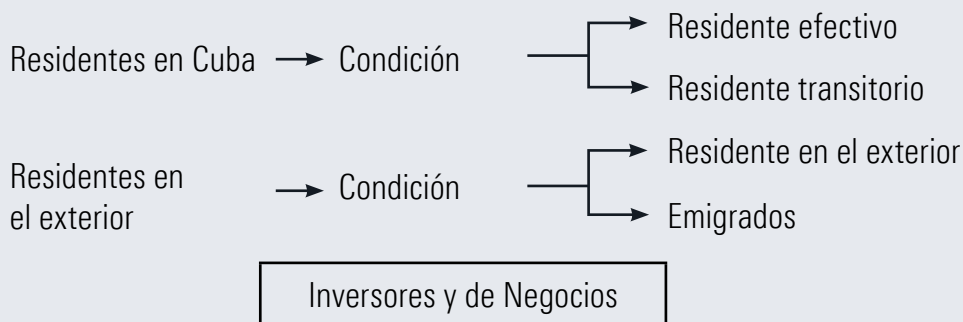 Residentes en Cuba
Condición
Residente efectivo
Residente transitorio
Residentes en
el exterior
Condición
Residente en el exterior
Emigrados
Inversores y de Negocios